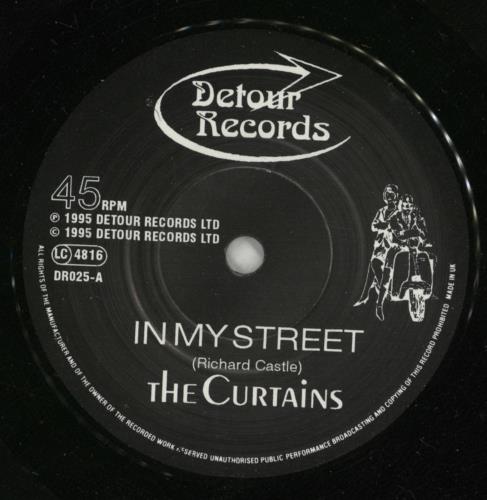 Detour
Records
45 RPM
℗ 1995 DETOUR RECORDS LTD
© 1995 DETOUR RECORDS LTD
LC 4816
DR025-A
IN MY STREET
(Richard Castle)
THE CURTAINS
ALL RIGHTS OF THE MANUFACTURER AND OF THE OWNER OF THE RECORDED WORK RESERVED UNAUTHORISED PUBLIC PERFORMANCE BROADCASTING AND COPYING OF THIS RECORD PROHIBITED MADE IN UK